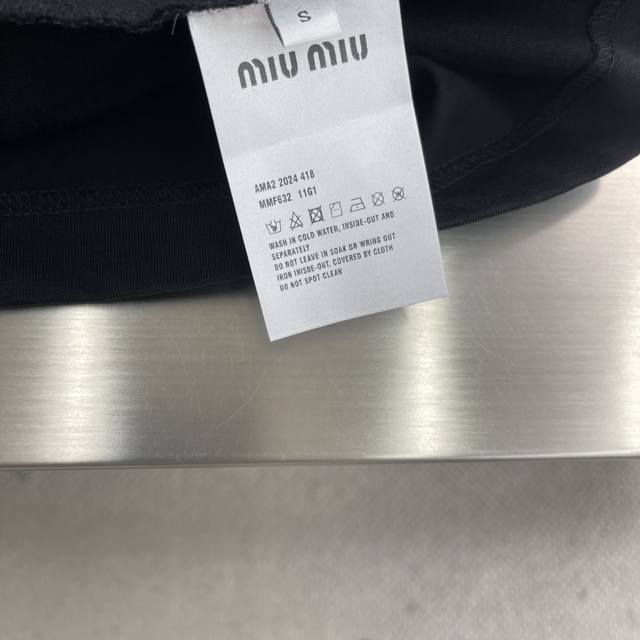 S
MIU MIU
AMA2 2024 418
MMF632 11G1
WASH IN COLD WATER, INSIDE-OUT AND
SEPARATELY
DO NOT LEAVE IN SOAK OR WRING OUT
IRON INISDE-OUT, COVERED BY CLOTH
DO NOT SPOT CLEAN